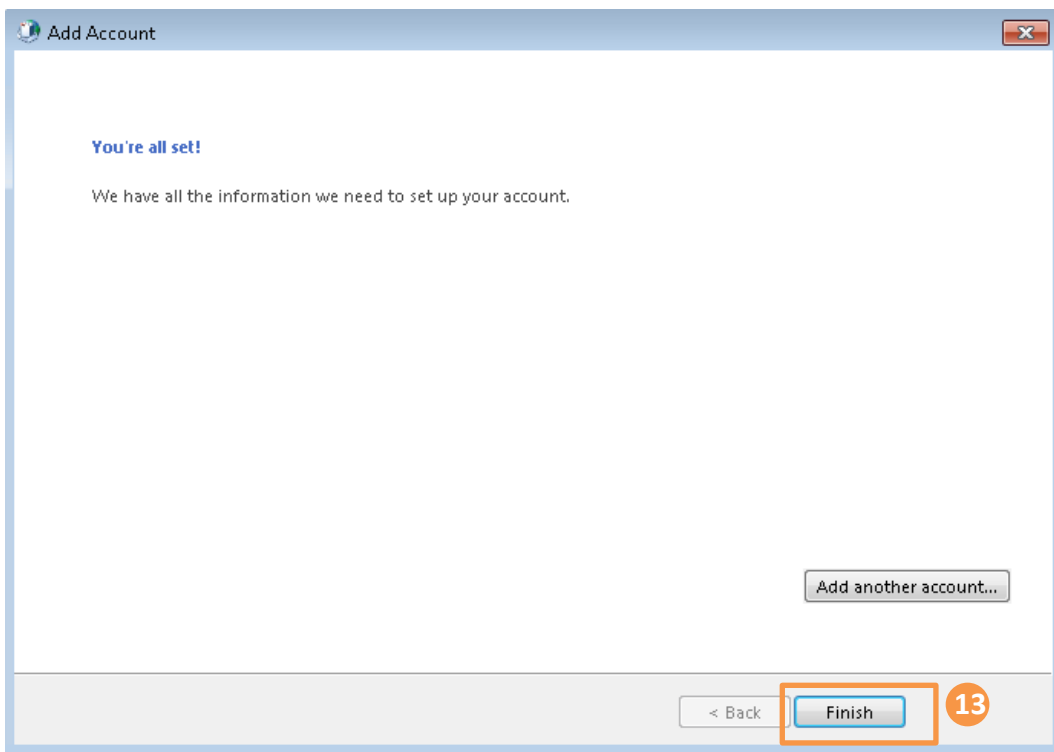 Add Account
You're all set!
We have all the information we need to set up your account.
Add another account...
< Back
Finish
13